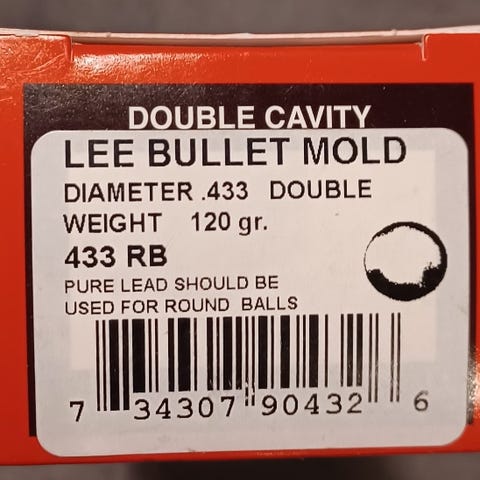 DOUBLE CAVITY
LEE BULLET MOLD
DIAMETER .433 DOUBLE
WEIGHT 120 gr.
433 RB
PURE LEAD SHOULD BE
USED FOR ROUND BALLS
7 34307 90432 6